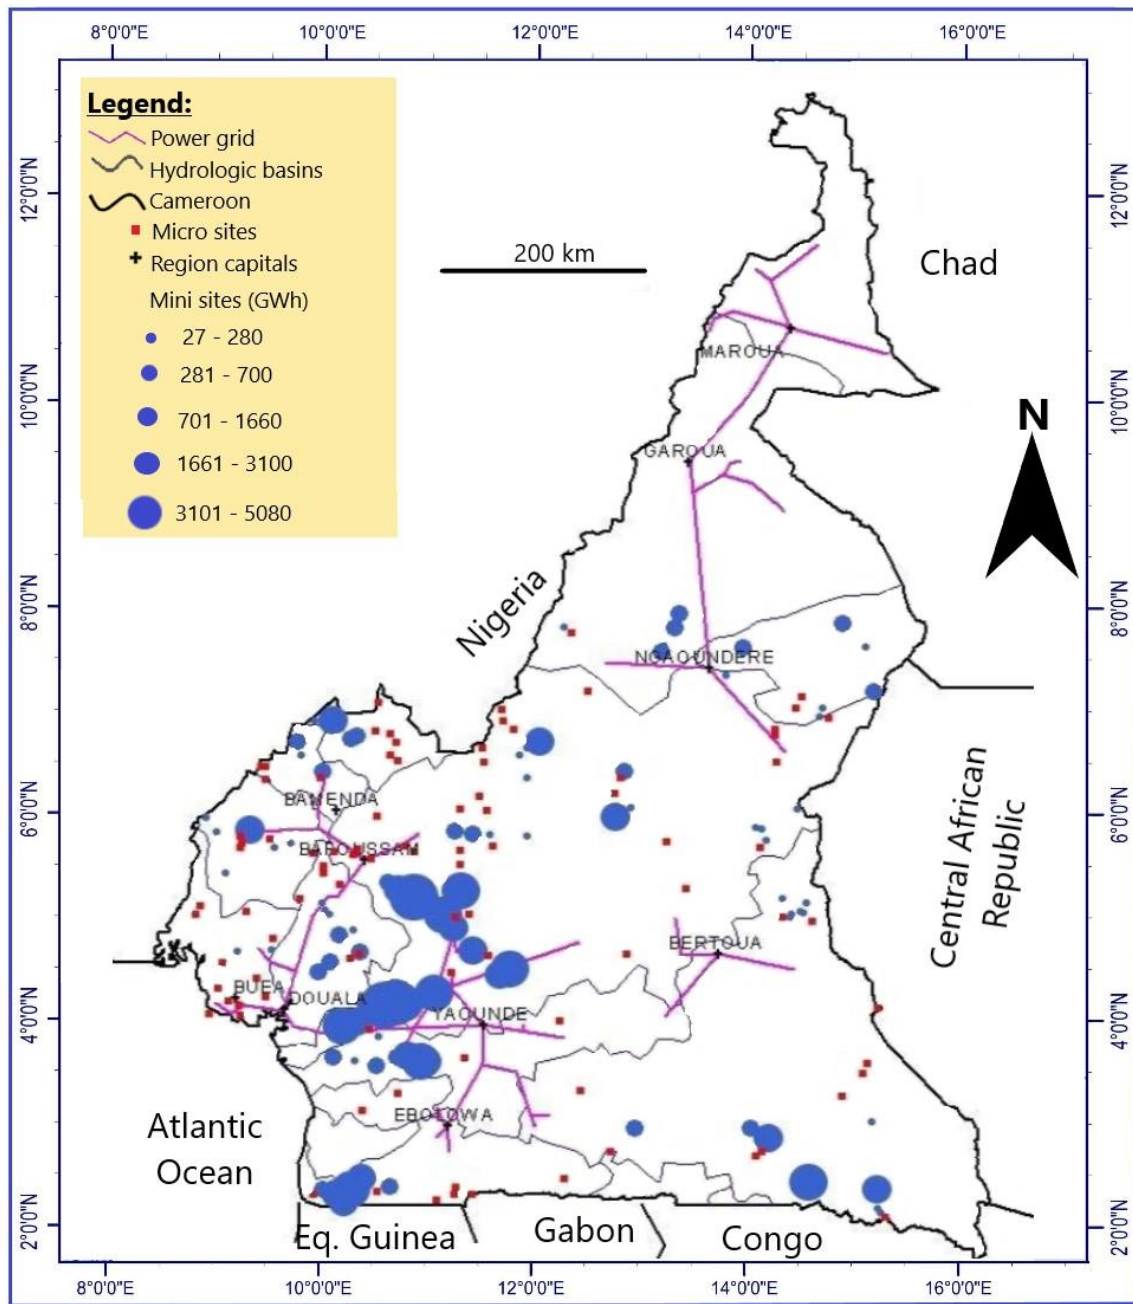 8°0'0"E 10°0'0"E 12°0'0"E 14°0'0"E 16°0'0"E
Legend:
Power grid
Hydrologic basins
Cameroon
Micro sites
Region capitals
Mini sites (GWh)
27 - 280
281 - 700
701 - 1660
1661 - 3100
3101 - 5080
200 km
Chad
N
Nigeria
Central African
Republic
Atlantic
Ocean
Eq. Guinea
Gabon
Congo
MAROUA
GAROUA
NGAOUNDERE
BAMENDA
BAFOUSSAM
BERTOUA
BUEA
DOUALA
YAOUNDE
EBOLOWA
12°0'0"N
10°0'0"N
8°0'0"N
6°0'0"N
4°0'0"N
2°0'0"N
12°0'0"N
10°0'0"N
8°0'0"N
6°0'0"N
4°0'0"N
2°0'0"N
8°0'0"E 10°0'0"E 12°0'0"E 14°0'0"E 16°0'0"E